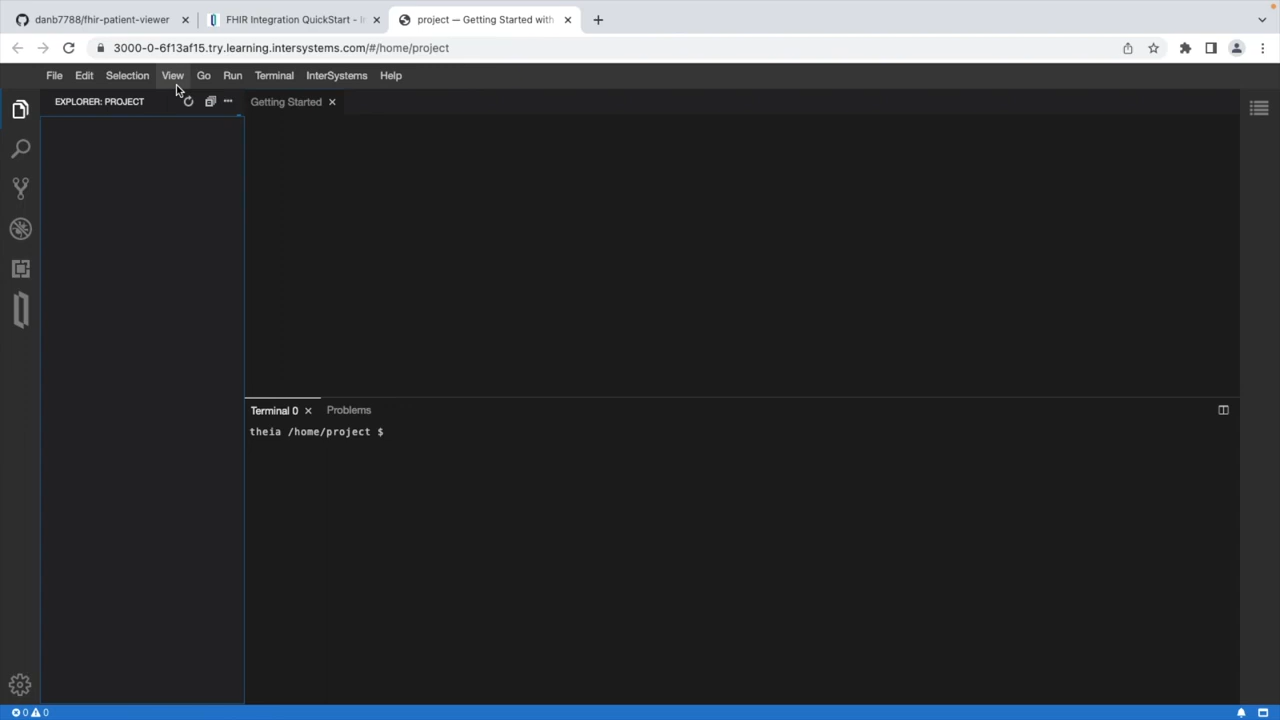 danb7788/fhir-patient-viewer
FHIR Integration QuickStart - I
project — Getting Started with
3000-0-6f13af15.try.learning.intersystems.com/#/home/project
File Edit Selection View Go Run Terminal InterSystems Help
EXPLORER: PROJECT
Getting Started
Terminal 0 Problems
theia /home/project $
0 0